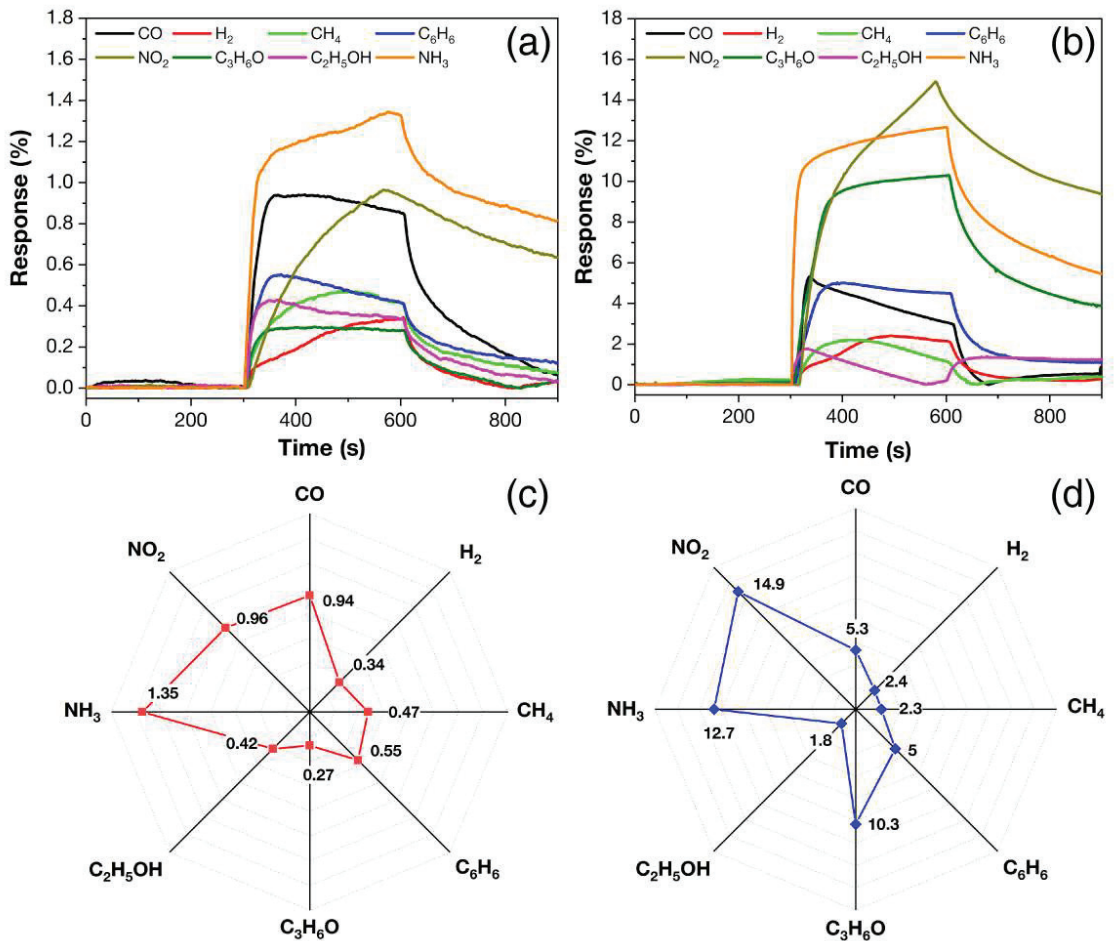 (a)
CO H₂ CH₄ C₆H₆
NO₂ C₃H₆O C₂H₅OH NH₃
1.8
1.6
1.4
1.2
1.0
0.8
0.6
0.4
0.2
0.0
Response (%)
0 200 400 600 800
Time (s)
(b)
CO H₂ CH₄ C₆H₆
NO₂ C₃H₆O C₂H₅OH NH₃
18
16
14
12
10
8
6
4
2
0
Response (%)
0 200 400 600 800
Time (s)
(c)
CO
NO₂ H₂
0.96 0.94
0.34
NH₃ 1.35 0.47 CH₄
0.42 0.55
0.27
C₂H₅OH C₆H₆
C₃H₆O
(d)
CO
NO₂ H₂
14.9
5.3
2.4
NH₃ 12.7 2.3 CH₄
1.8 5
10.3
C₂H₅OH C₆H₆
C₃H₆O